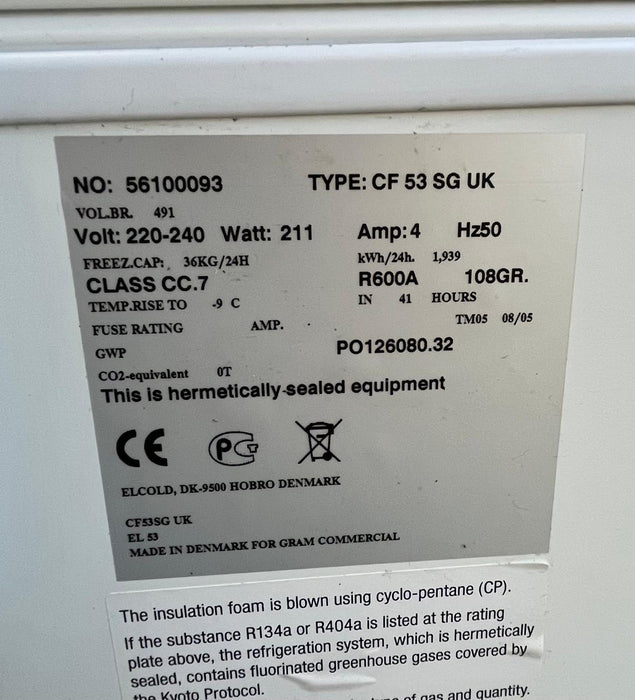 NO: 56100093 TYPE: CF 53 SG UK
VOL.BR. 491
Volt: 220-240 Watt: 211 Amp: 4 Hz50
FREEZ.CAP: 36KG/24H kWh/24h. 1,939
CLASS CC.7 R600A 108GR.
TEMP.RISE TO -9 C IN 41 HOURS
FUSE RATING AMP. TM05 08/05
GWP PO126080.32
CO2-equivalent 0T
This is hermetically-sealed equipment
CE PG
ELCOLD, DK-9500 HOBRO DENMARK
CF53SG UK
EL 53
MADE IN DENMARK FOR GRAM COMMERCIAL
The insulation foam is blown using cyclo-pentane (CP).
If the substance R134a or R404a is listed at the rating
plate above, the refrigeration system, which is hermetically
sealed, contains fluorinated greenhouse gases covered by
the Kyoto Protocol.
of gas and quantity.